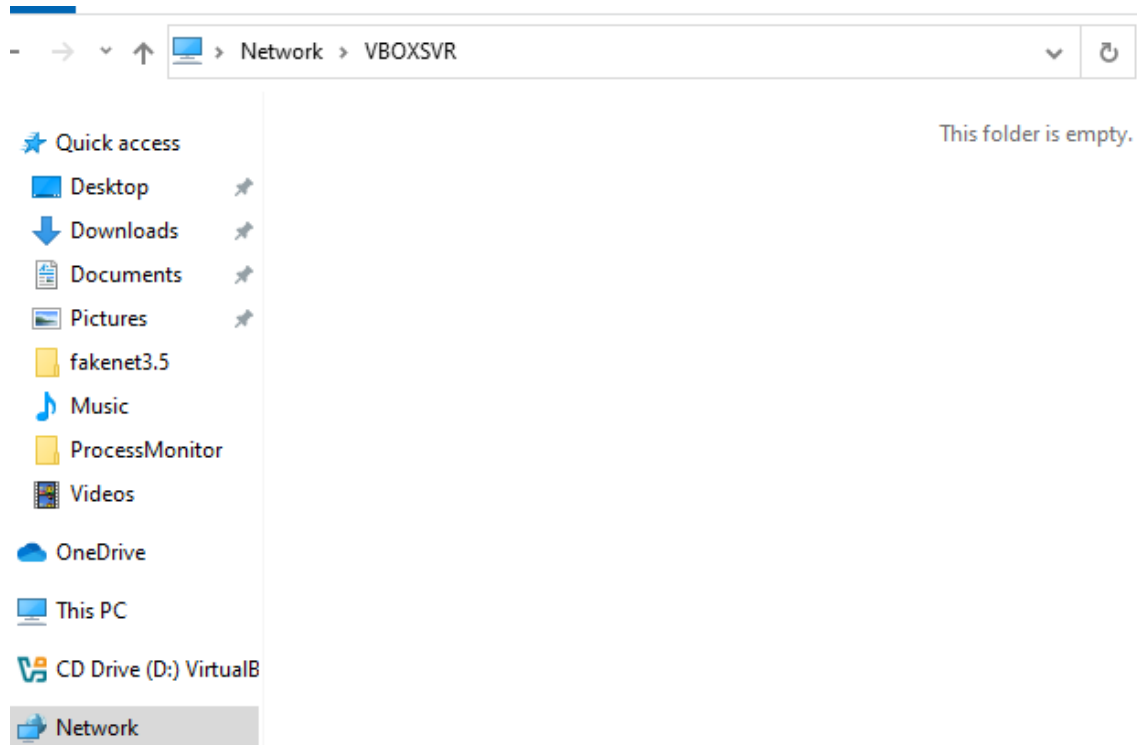 Network > VBOXSVR
This folder is empty.
Quick access
Desktop
Downloads
Documents
Pictures
fakenet3.5
Music
ProcessMonitor
Videos
OneDrive
This PC
CD Drive (D:) VirtualB
Network